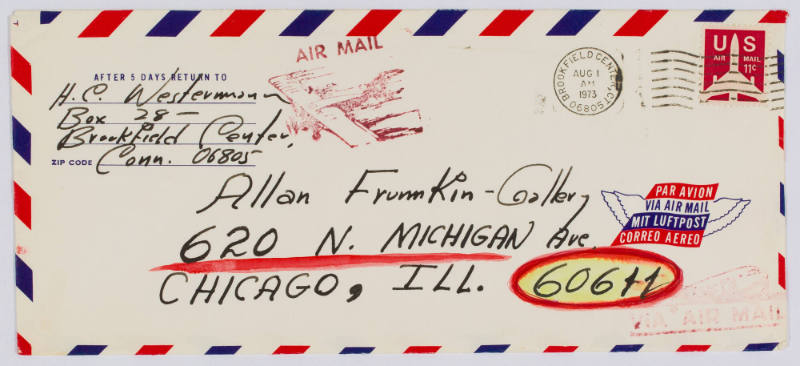 AIR MAIL
AFTER 5 DAYS RETURN TO
H.C. Westermann
Box 28-
Brookfield Center,
ZIP CODE Conn. 06805
BROOKFIELD CENTER, CT
AUG 1
AM
1973
06805
US
AIR MAIL
11c
Allan Frumkin-Gallery
620 N. MICHIGAN Ave.
CHICAGO, ILL. 60611
PAR AVION
VIA AIR MAIL
MIT LUFTPOST
CORREO AEREO
VIA AIR MAIL